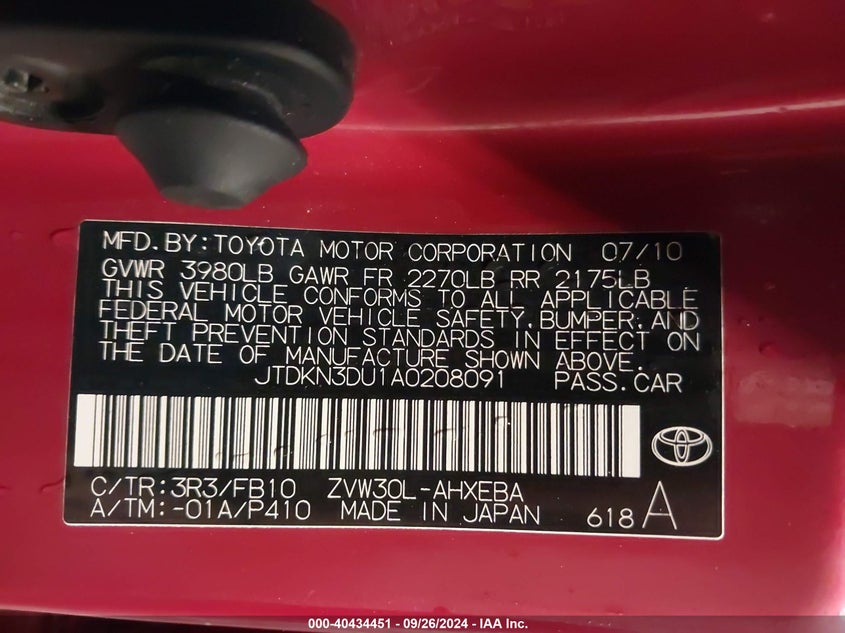 MFD.BY:TOYOTA MOTOR CORPORATION 07/10
GVWR 3980LB GAWR FR 2270LB RR 2175LB
THIS VEHICLE CONFORMS TO ALL APPLICABLE
FEDERAL MOTOR VEHICLE SAFETY,BUMPER,AND
THEFT PREVENTION STANDARDS IN EFFECT ON
THE DATE OF MANUFACTURE SHOWN ABOVE.
JTDKN3DU1A0208091 PASS.CAR
C/TR:3R3/FB10 ZVW30L-AHXEBA
A/TM:-01A/P410 MADE IN JAPAN 618 A
000-40434451 - 09/26/2024 - IAA Inc.